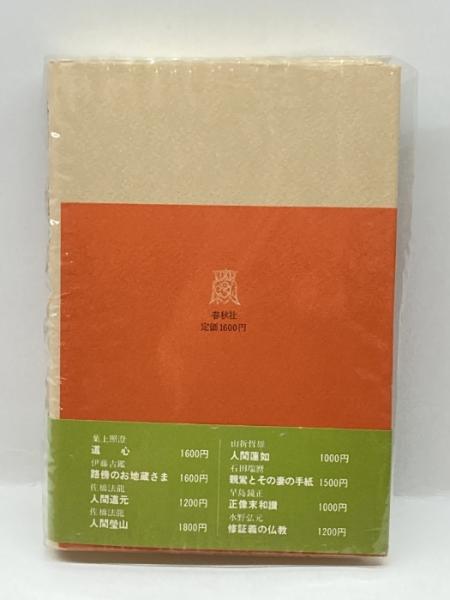 春秋社
定価1600円
葉上照澄
道 心 1600円
伊藤古鑑
路傍のお地蔵さま 1600円
佐橋法龍
人間道元 1200円
佐橋法龍
人間瑩山 1800円
山折哲雄
人間蓮如 1000円
石田瑞麿
親鸞とその妻の手紙 1500円
早島鏡正
正像末和讃 1000円
水野弘元
修証義の仏教 1200円